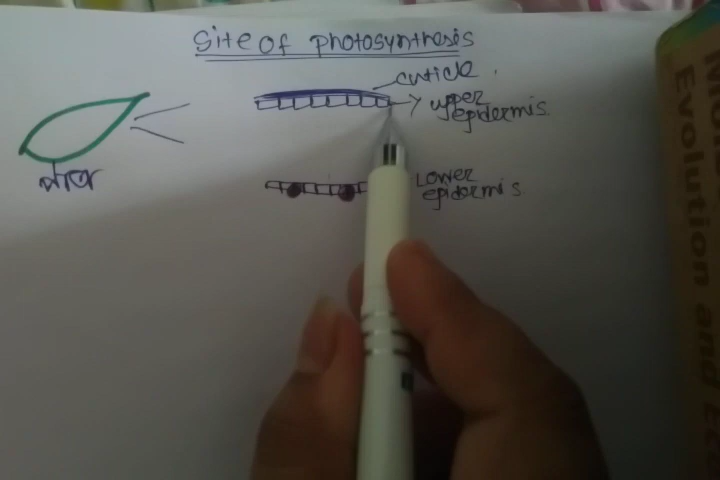 Site of photosynthesis
cuticle
upper
epidermis
Lower
epidermis
Evolution and